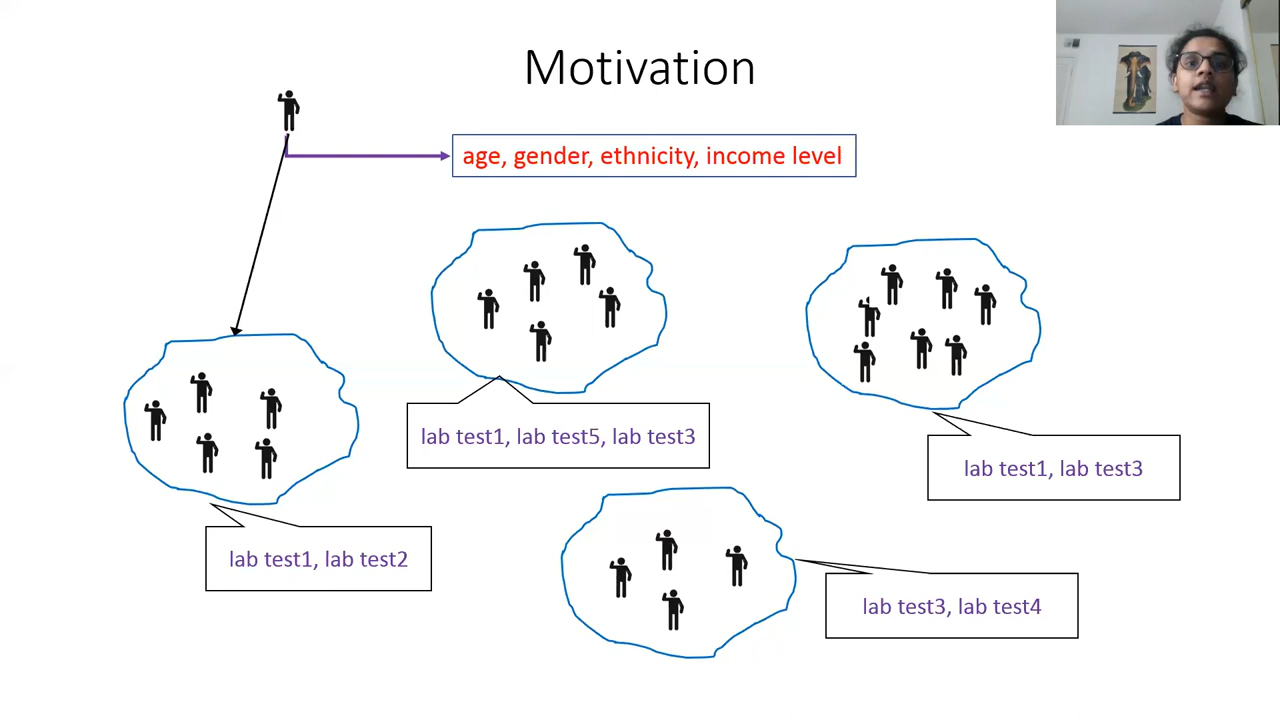 Motivation
age, gender, ethnicity, income level
lab test1, lab test5, lab test3
lab test1, lab test3
lab test1, lab test2
lab test3, lab test4